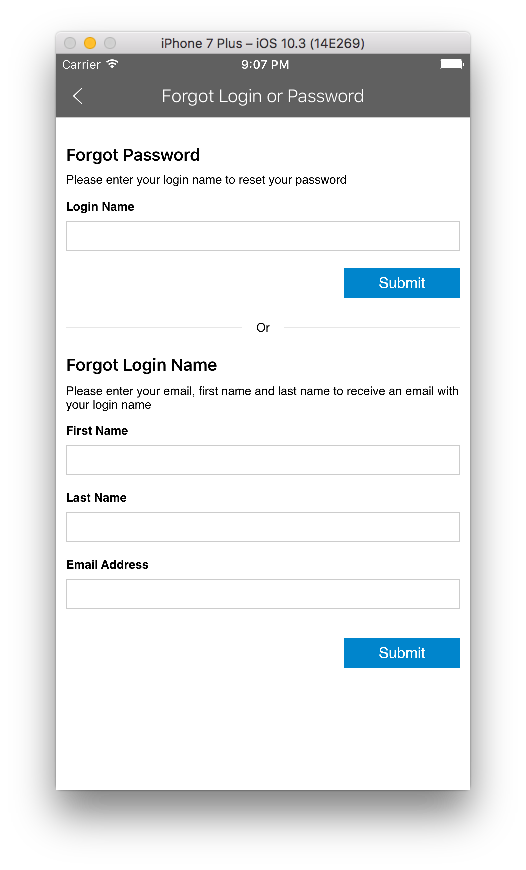 iPhone 7 Plus – iOS 10.3 (14E269)
Carrier 9:07 PM
Forgot Login or Password
Forgot Password
Please enter your login name to reset your password
Login Name
Submit
Or
Forgot Login Name
Please enter your email, first name and last name to receive an email with
your login name
First Name
Last Name
Email Address
Submit